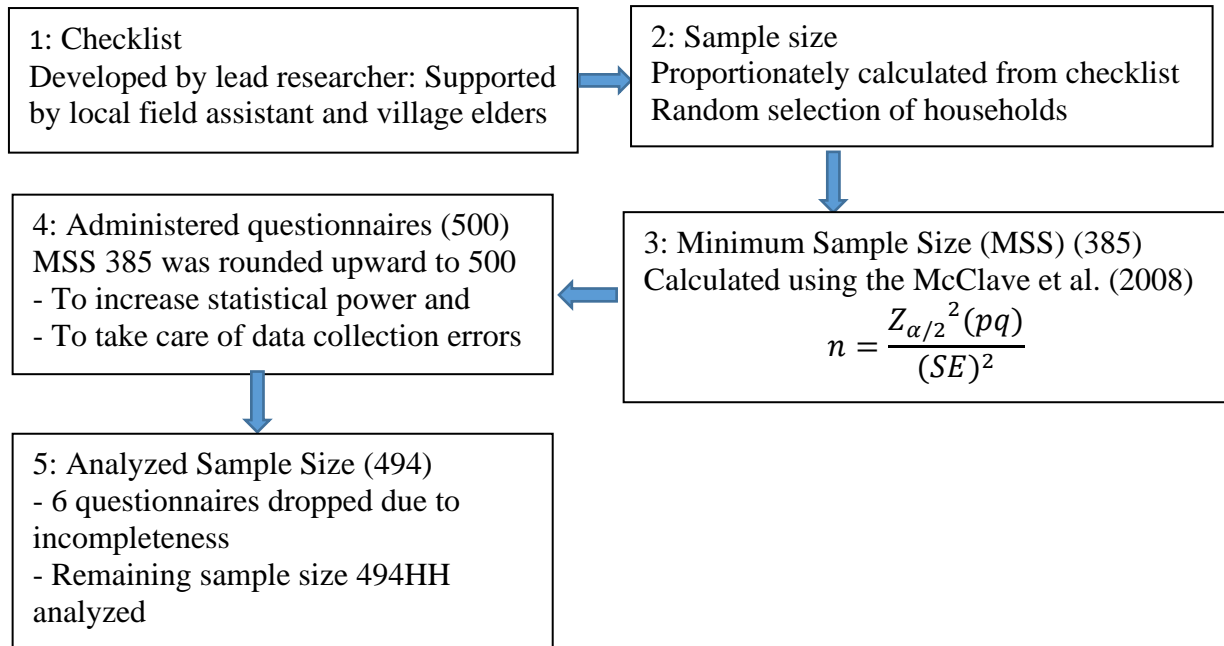 1: Checklist
Developed by lead researcher: Supported
by local field assistant and village elders
2: Sample size
Proportionately calculated from checklist
Random selection of households
3: Minimum Sample Size (MSS) (385)
Calculated using the McClave et al. (2008)
𝑛 = 𝑍𝛼/2²(𝑝𝑞) / (𝑆𝐸)²
4: Administered questionnaires (500)
MSS 385 was rounded upward to 500
- To increase statistical power and
- To take care of data collection errors
5: Analyzed Sample Size (494)
- 6 questionnaires dropped due to
incompleteness
- Remaining sample size 494HH
analyzed